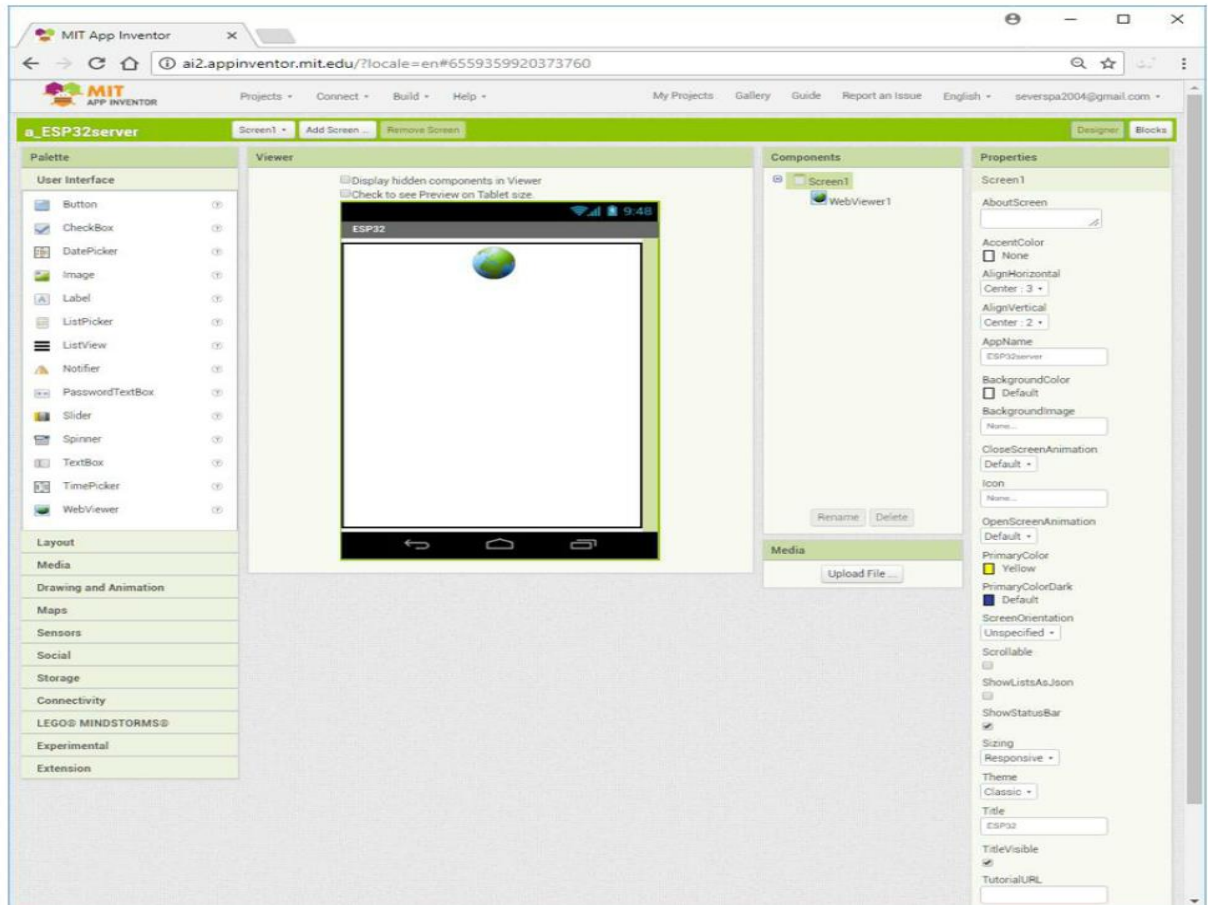 MIT App Inventor
ai2.appinventor.mit.edu/?locale=en#6559359920373760
MIT
APP INVENTOR
Projects Connect Build Help My Projects Gallery Guide Report an Issue English severspa2004@gmail.com
a_ESP32server Screen1 Add Screen ... Remove Screen Designer Blocks
Palette
User Interface
Button
CheckBox
DatePicker
Image
Label
ListPicker
ListView
Notifier
PasswordTextBox
Slider
Spinner
TextBox
TimePicker
WebViewer
Layout
Media
Drawing and Animation
Maps
Sensors
Social
Storage
Connectivity
LEGO® MINDSTORMS®
Experimental
Extension
Viewer
Display hidden components in Viewer
Check to see Preview on Tablet size.
9:48
ESP32
Components
Screen1
WebViewer1
Rename Delete
Media
Upload File ...
Properties
Screen1
AboutScreen
AccentColor
None
AlignHorizontal
Center : 3
AlignVertical
Center : 2
AppName
ESP32server
BackgroundColor
Default
BackgroundImage
None...
CloseScreenAnimation
Default
Icon
None...
OpenScreenAnimation
Default
PrimaryColor
Yellow
PrimaryColorDark
Default
ScreenOrientation
Unspecified
Scrollable
ShowListsAsJson
ShowStatusBar
Sizing
Responsive
Theme
Classic
Title
ESP32
TitleVisible
TutorialURL